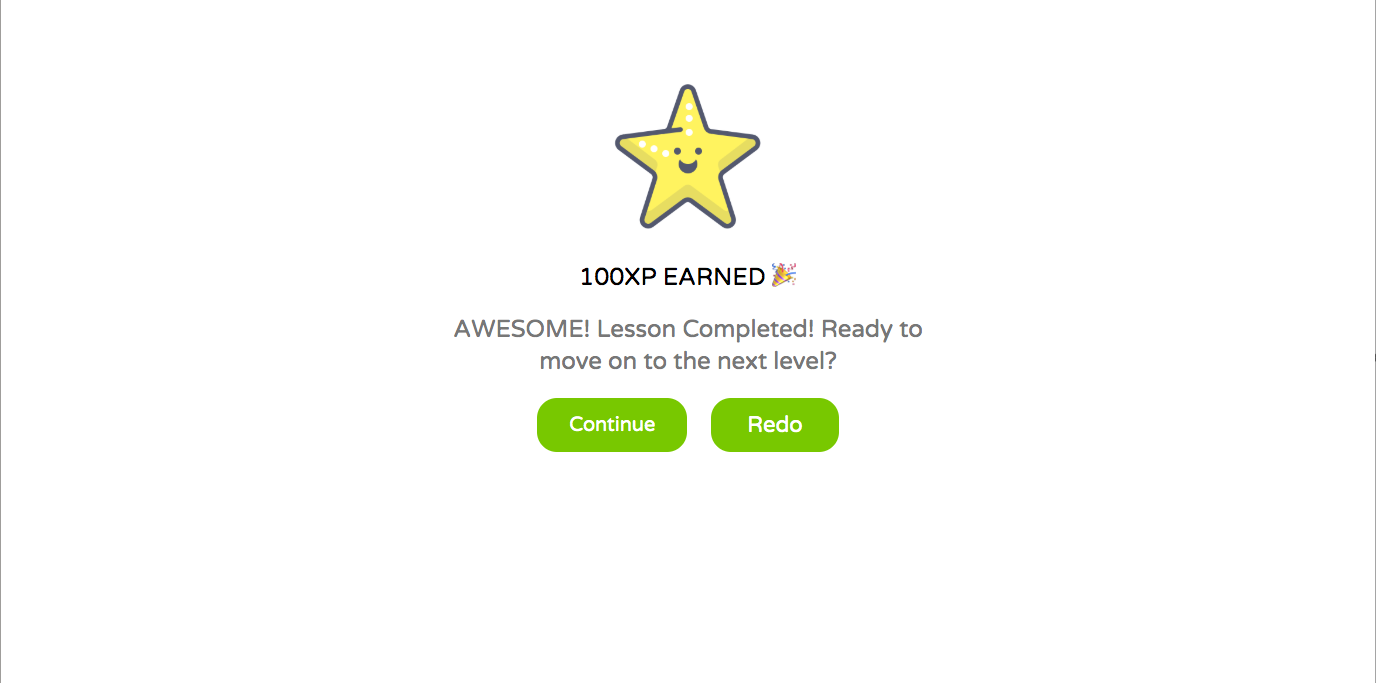 100XP EARNED 🎉
AWESOME! Lesson Completed! Ready to
move on to the next level?
Continue
Redo